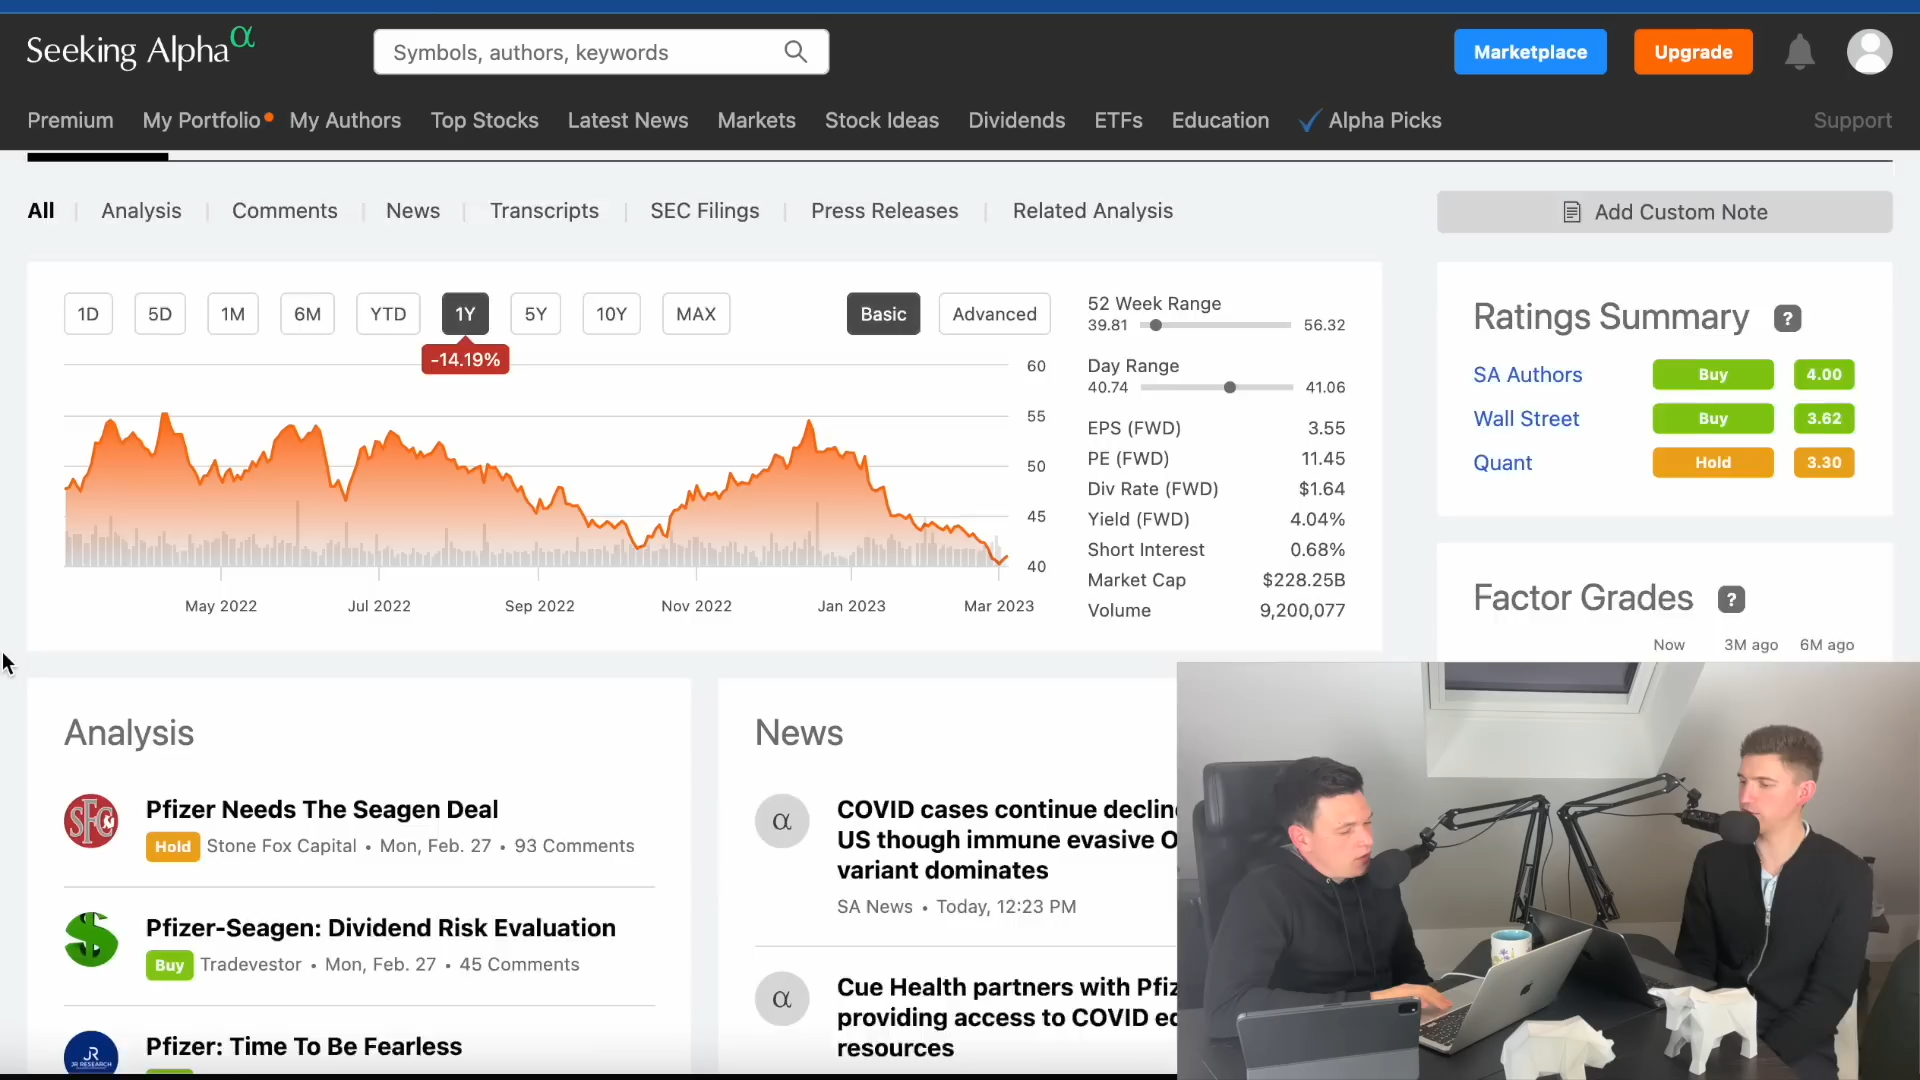 Seeking Alpha α
Symbols, authors, keywords
Marketplace
Upgrade
Premium My Portfolio My Authors Top Stocks Latest News Markets Stock Ideas Dividends ETFs Education Alpha Picks Support
All Analysis Comments News Transcripts SEC Filings Press Releases Related Analysis
Add Custom Note
1D 5D 1M 6M YTD 1Y 5Y 10Y MAX
Basic Advanced
-14.19%
60
55
50
45
40
May 2022 Jul 2022 Sep 2022 Nov 2022 Jan 2023 Mar 2023
52 Week Range
39.81 56.32
Day Range
40.74 41.06
EPS (FWD) 3.55
PE (FWD) 11.45
Div Rate (FWD) $1.64
Yield (FWD) 4.04%
Short Interest 0.68%
Market Cap $228.25B
Volume 9,200,077
Ratings Summary ?
SA Authors Buy 4.00
Wall Street Buy 3.62
Quant Hold 3.30
Factor Grades ?
Now 3M ago 6M ago
Analysis
SFC
Pfizer Needs The Seagen Deal
Hold Stone Fox Capital • Mon, Feb. 27 • 93 Comments
$
Pfizer-Seagen: Dividend Risk Evaluation
Buy Tradevestor • Mon, Feb. 27 • 45 Comments
JR
JR RESEARCH
Pfizer: Time To Be Fearless
News
α
COVID cases continue declin
US though immune evasive O
variant dominates
SA News • Today, 12:23 PM
α
Cue Health partners with Pfiz
providing access to COVID
resources